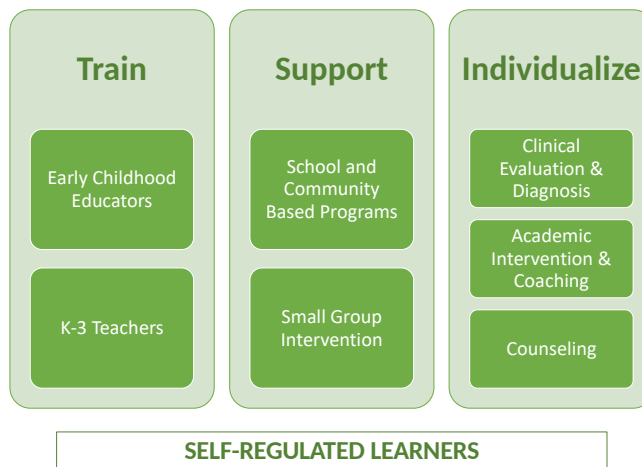 Train
Early Childhood
Educators
K-3 Teachers
Support
School and
Community
Based Programs
Small Group
Intervention
Individualize
Clinical
Evaluation &
Diagnosis
Academic
Intervention &
Coaching
Counseling
SELF-REGULATED LEARNERS